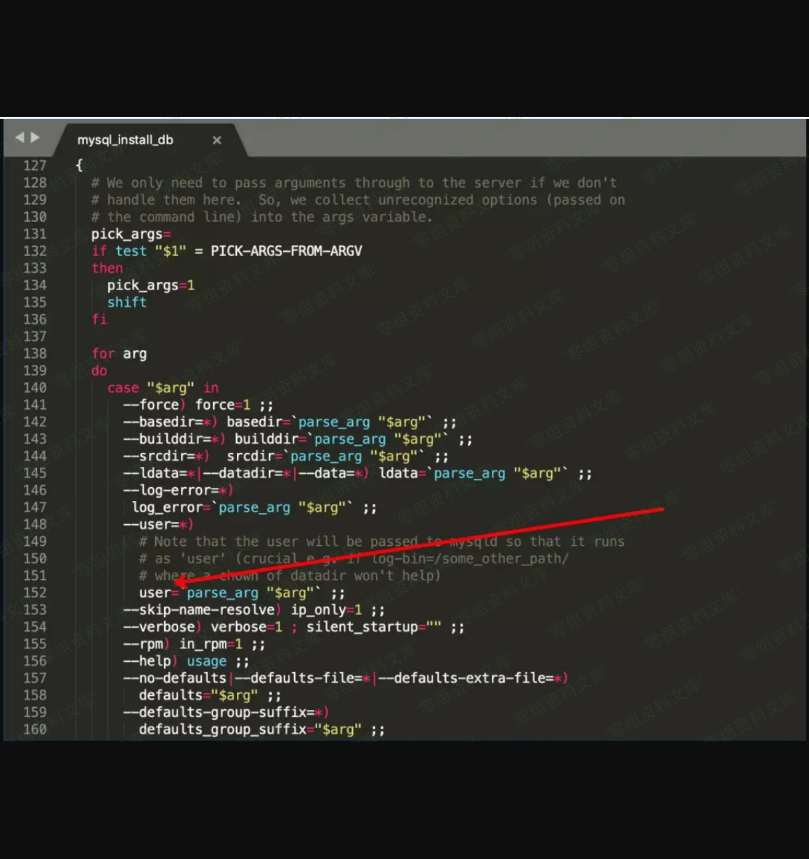 mysql_install_db ×
127 {
128 # We only need to pass arguments through to the server if we don't
129 # handle them here.  So, we collect unrecognized options (passed on
130 # the command line) into the args variable.
131 pick_args=
132 if test "$1" = PICK-ARGS-FROM-ARGV
133 then
134 pick_args=1
135 shift
136 fi
137
138 for arg
139 do
140 case "$arg" in
141 --force) force=1 ;;
142 --basedir=*) basedir=`parse_arg "$arg"` ;;
143 --builddir=*) builddir=`parse_arg "$arg"` ;;
144 --srcdir=*)  srcdir=`parse_arg "$arg"` ;;
145 --ldata=*|--datadir=*|--data=*) ldata=`parse_arg "$arg"` ;;
146 --log-error=*)
147 log_error=`parse_arg "$arg"` ;;
148 --user=*)
149 # Note that the user will be passed to mysqld so that it runs
150 # as 'user' (crucial e.g. if log-bin=/some_other_path/
151 # where a chown of datadir won't help)
152 user=`parse_arg "$arg"` ;;
153 --skip-name-resolve) ip_only=1 ;;
154 --verbose) verbose=1 ; silent_startup="" ;;
155 --rpm) in_rpm=1 ;;
156 --help) usage ;;
157 --no-defaults|--defaults-file=*|--defaults-extra-file=*)
158 defaults="$arg" ;;
159 --defaults-group-suffix=*)
160 defaults_group_suffix="$arg" ;;
零组资料文库